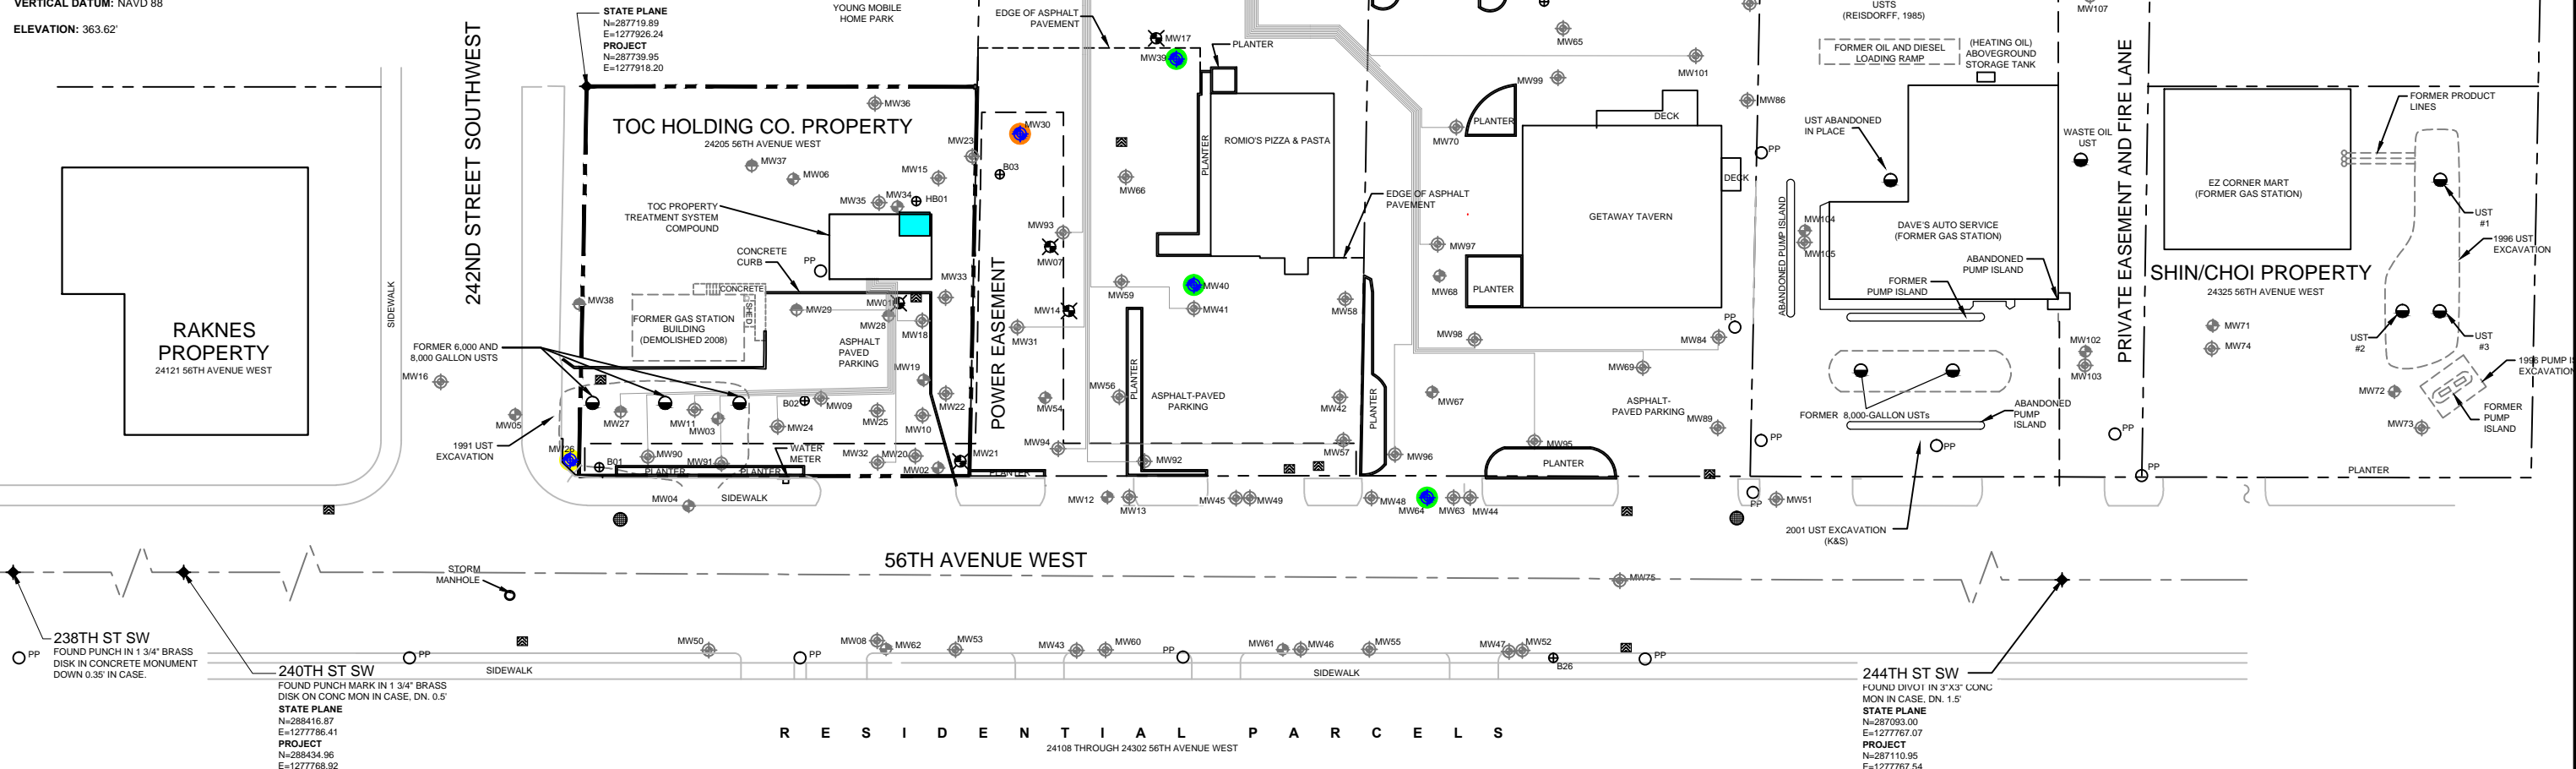 VERTICAL DATUM: NAVD 88
ELEVATION: 363.62'
242ND STREET SOUTHWEST
STATE PLANE
N=287719.89
E=1277926.24
PROJECT
N=287739.95
E=1277918.20
YOUNG MOBILE
HOME PARK
EDGE OF ASPHALT
PAVEMENT
MW17
MW39
PLANTER
MW65
MW101
MW99
USTS
(REISDORFF, 1985)
FORMER OIL AND DIESEL
LOADING RAMP
(HEATING OIL)
ABOVEGROUND
STORAGE TANK
MW107
PRIVATE EASEMENT AND FIRE LANE
FORMER PRODUCT
LINES
MW36
TOC HOLDING CO. PROPERTY
24205 56TH AVENUE WEST
MW23
MW30
B03
MW37
MW06
MW15
MW34
MW35
HB01
TOC PROPERTY
TREATMENT SYSTEM
COMPOUND
CONCRETE
CURB
PP
MW33
MW38
CONCRETE
SHED
FORMER GAS STATION
BUILDING
(DEMOLISHED 2008)
MW29
MW01
MW28
MW18
ASPHALT
PAVED
PARKING
MW19
FORMER 6,000 AND
8,000 GALLON USTS
MW16
MW05
1991 UST
EXCAVATION
MW26
B01
MW27
MW11
MW03
MW24
B02
MW09
MW25
MW10
MW22
MW90
MW91
WATER
METER
MW32
MW20
MW02
MW21
PLANTER
PLANTER
PLANTER
MW04
SIDEWALK
SIDEWALK
RAKNES
PROPERTY
24121 56TH AVENUE WEST
POWER EASEMENT
MW93
MW07
MW14
MW31
MW54
MW94
MW66
PLANTER
ROMIO'S PIZZA & PASTA
MW59
MW40
MW41
MW58
MW56
PLANTER
ASPHALT-PAVED
PARKING
MW42
MW57
MW92
PLANTER
EDGE OF ASPHALT
PAVEMENT
MW70
PLANTER
DECK
DECK
GETAWAY TAVERN
MW97
MW68
PLANTER
MW98
MW67
MW69
MW84
PP
ASPHALT-
PAVED PARKING
MW89
MW95
MW96
PLANTER
MW86
PP
UST ABANDONED
IN PLACE
WASTE OIL
UST
ABANDONED PUMP ISLAND
MW104
MW105
DAVE'S AUTO SERVICE
(FORMER GAS STATION)
ABANDONED
PUMP ISLAND
FORMER
PUMP ISLAND
MW102
MW103
FORMER 8,000-GALLON USTs
ABANDONED
PUMP
ISLAND
PP
PP
PP
PP
PP
2001 UST EXCAVATION
(K&S)
EZ CORNER MART
(FORMER GAS STATION)
SHIN/CHOI PROPERTY
24325 56TH AVENUE WEST
UST
#1
1996 UST
EXCAVATION
UST
#2
UST
#3
MW71
MW74
MW72
MW73
FORMER
PUMP
ISLAND
PLANTER
MW12
MW13
MW45
MW49
MW48
MW64
MW63
MW44
MW51
56TH AVENUE WEST
MW75
STORM
MANHOLE
238TH ST SW
FOUND PUNCH IN 1 3/4" BRASS
DISK IN CONCRETE MONUMENT
DOWN 0.35' IN CASE.
PP
240TH ST SW
FOUND PUNCH MARK IN 1 3/4" BRASS
DISK ON CONC MON IN CASE, DN. 0.5'
STATE PLANE
N=288416.87
E=1277786.41
PROJECT
N=288434.96
E=1277768.92
PP
SIDEWALK
MW50
PP
MW08
MW62
MW53
MW43
MW60
PP
MW61
MW46
MW55
MW47
MW52
B26
PP
SIDEWALK
244TH ST SW
FOUND DIVOT IN 3"X3" CONC
MON IN CASE, DN. 1.5'
STATE PLANE
N=287093.00
E=1277767.07
PROJECT
N=287110.95
E=1277767.54
RESIDENTIAL PARCELS
24108 THROUGH 24302 56TH AVENUE WEST